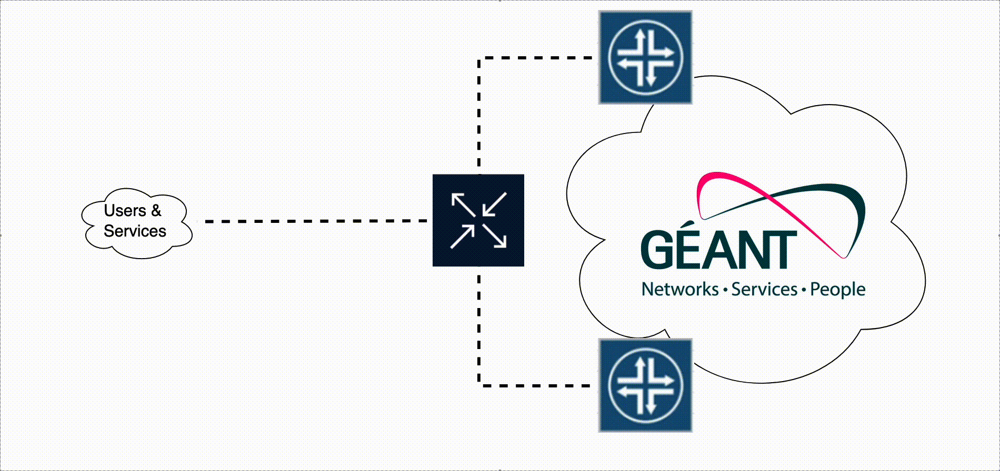 Users &
Services
GÉANT
Networks • Services • People